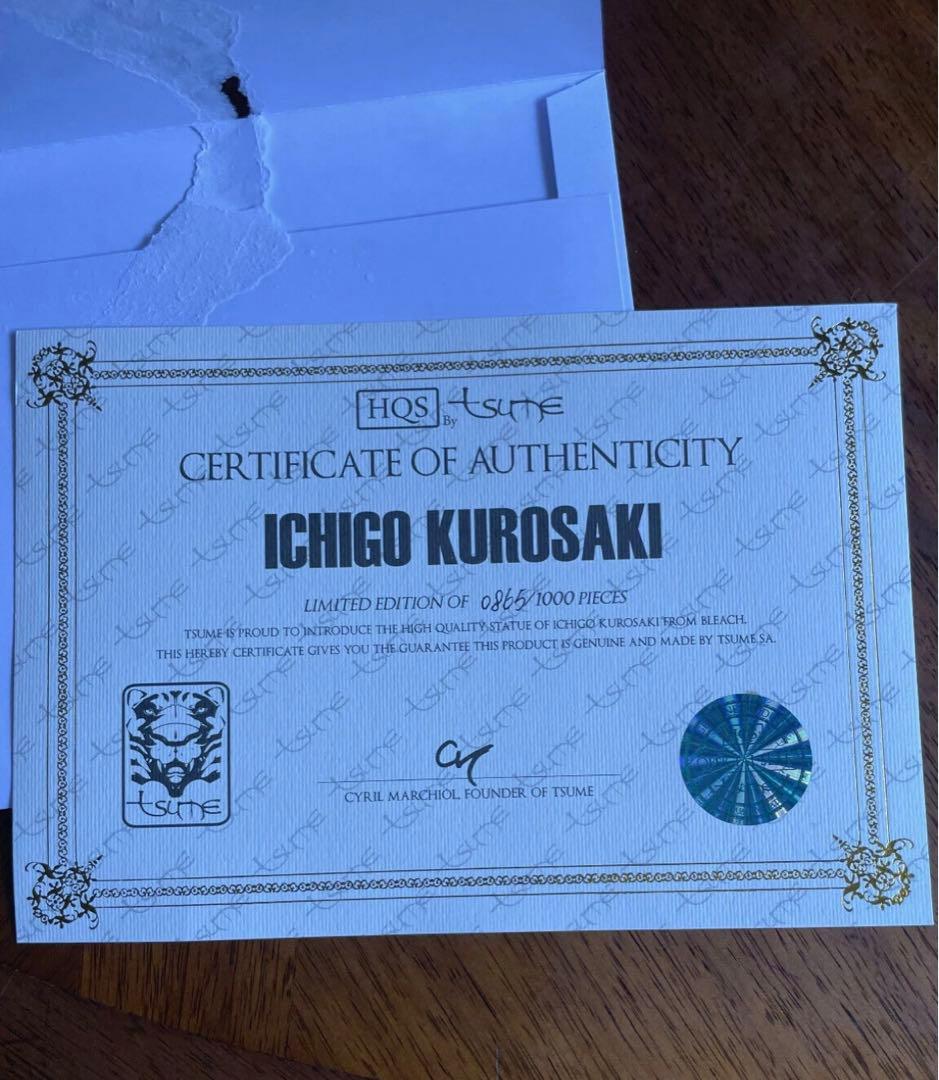 HQS By tsume
CERTIFICATE OF AUTHENTICITY
ICHIGO KUROSAKI
LIMITED EDITION OF 0865/1000 PIECES
TSUME IS PROUD TO INTRODUCE THE HIGH QUALITY STATUE OF ICHIGO KUROSAKI FROM BLEACH.
THIS HEREBY CERTIFICATE GIVES YOU THE GUARANTEE THIS PRODUCT IS GENUINE AND MADE BY TSUME SA.
tsume
CYRIL MARCHIOL, FOUNDER OF TSUME